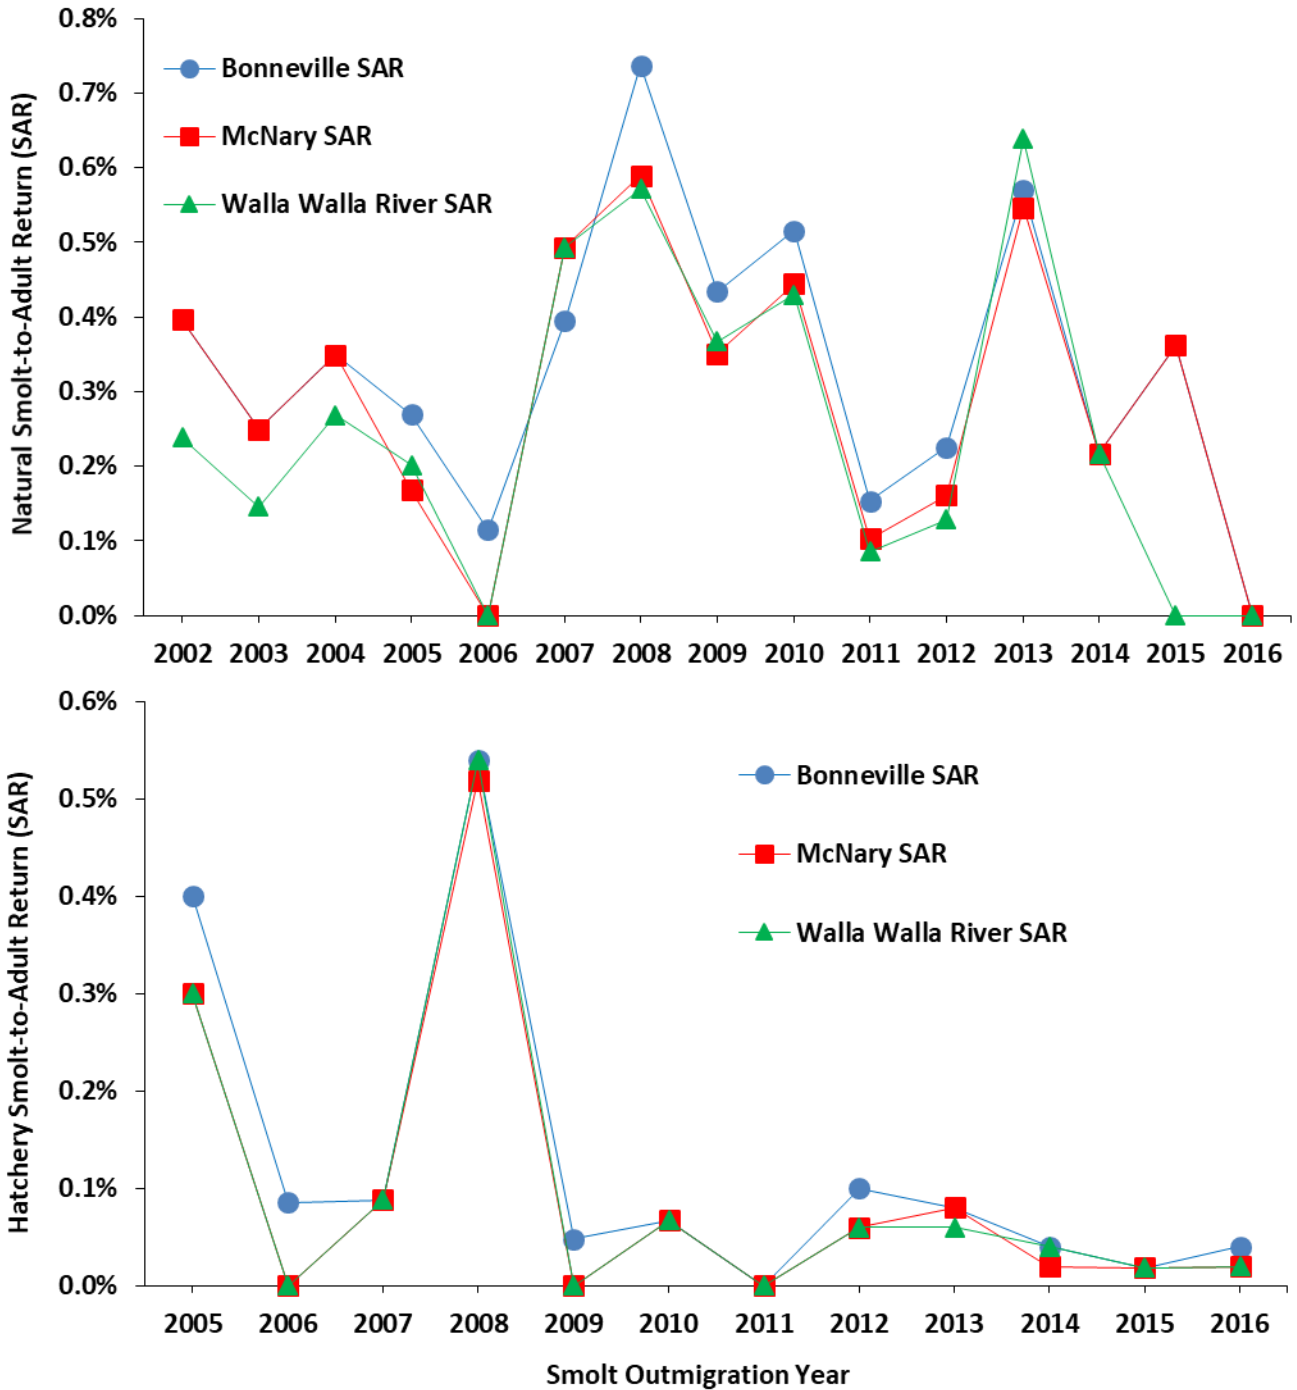 Natural Smolt-to-Adult Return (SAR)
0.8%
0.7%
0.6%
0.5%
0.4%
0.3%
0.2%
0.1%
0.0%
Bonneville SAR
McNary SAR
Walla Walla River SAR
2002 2003 2004 2005 2006 2007 2008 2009 2010 2011 2012 2013 2014 2015 2016
Hatchery Smolt-to-Adult Return (SAR)
0.6%
0.5%
0.4%
0.3%
0.2%
0.1%
0.0%
Bonneville SAR
McNary SAR
Walla Walla River SAR
2005 2006 2007 2008 2009 2010 2011 2012 2013 2014 2015 2016
Smolt Outmigration Year